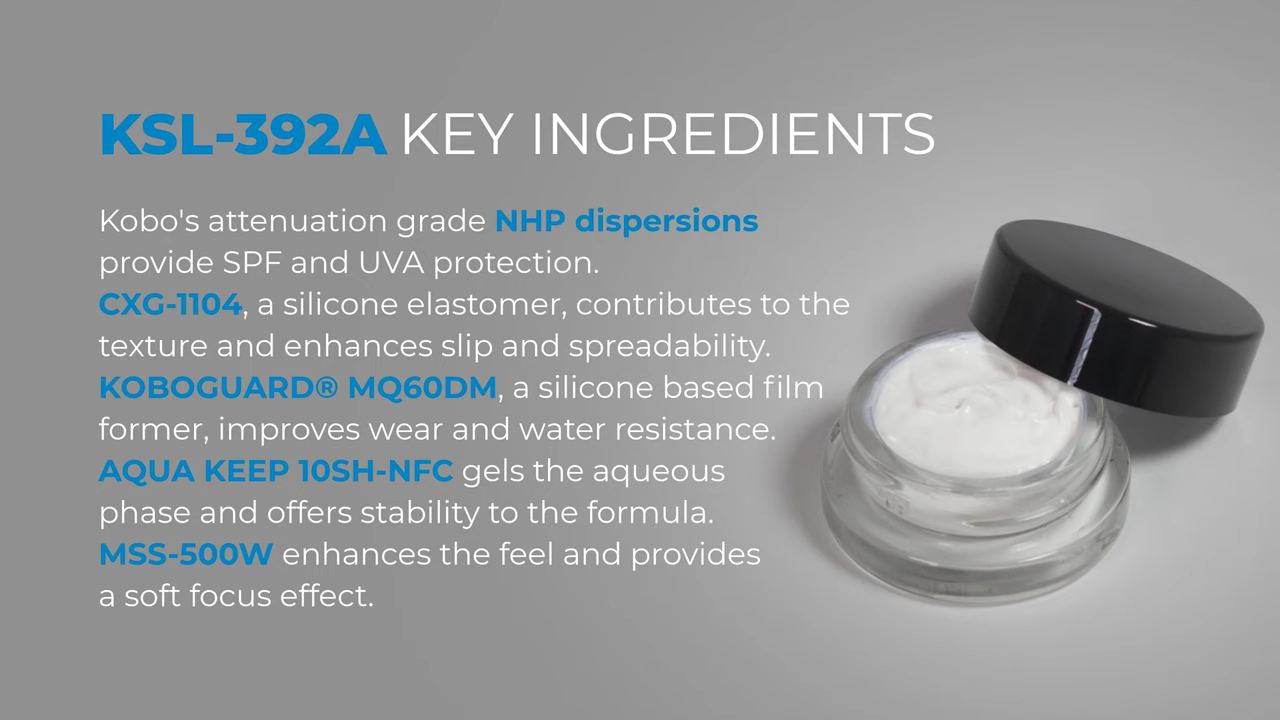 KSL-392A KEY INGREDIENTS
Kobo's attenuation grade NHP dispersions
provide SPF and UVA protection.
CXG-1104, a silicone elastomer, contributes to the
texture and enhances slip and spreadability.
KOBOGUARD® MQ60DM, a silicone based film
former, improves wear and water resistance.
AQUA KEEP 10SH-NFC gels the aqueous
phase and offers stability to the formula.
MSS-500W enhances the feel and provides
a soft focus effect.